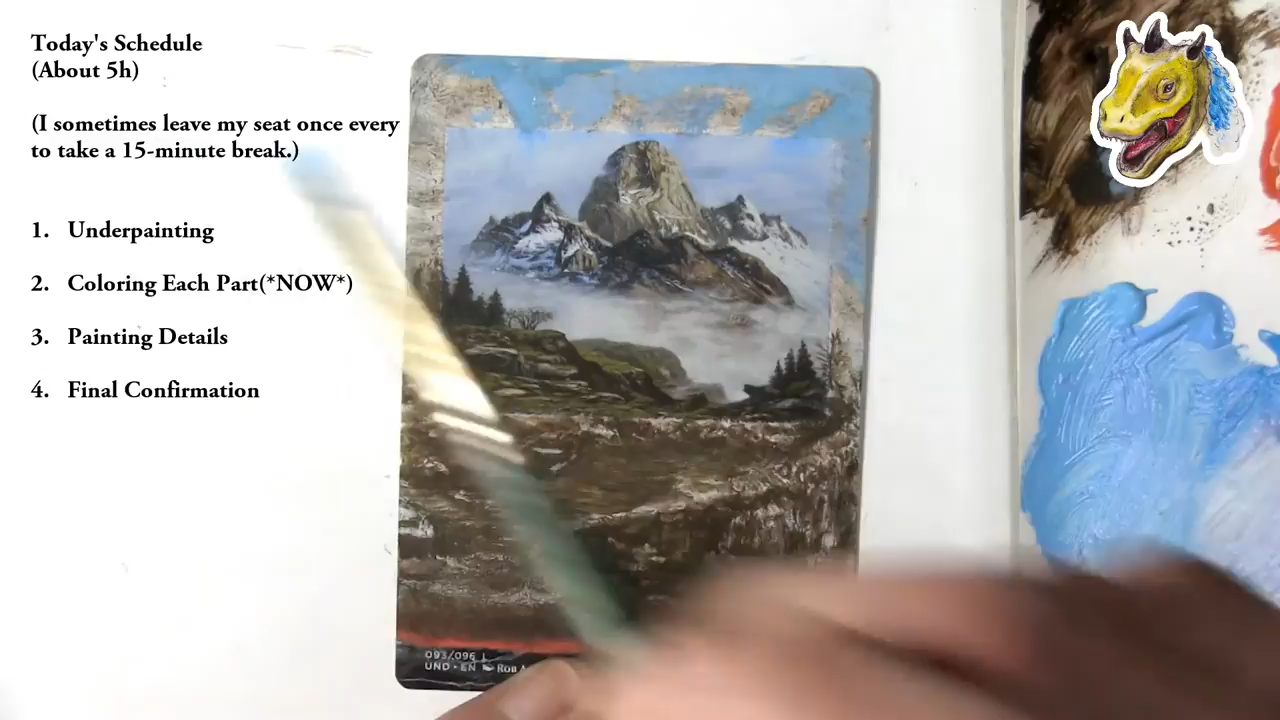 Today's Schedule
(About 5h)
(I sometimes leave my seat once every
to take a 15-minute break.)
1. Underpainting
2. Coloring Each Part(*NOW*)
3. Painting Details
4. Final Confirmation
093/096 L
UND • EN Rob A